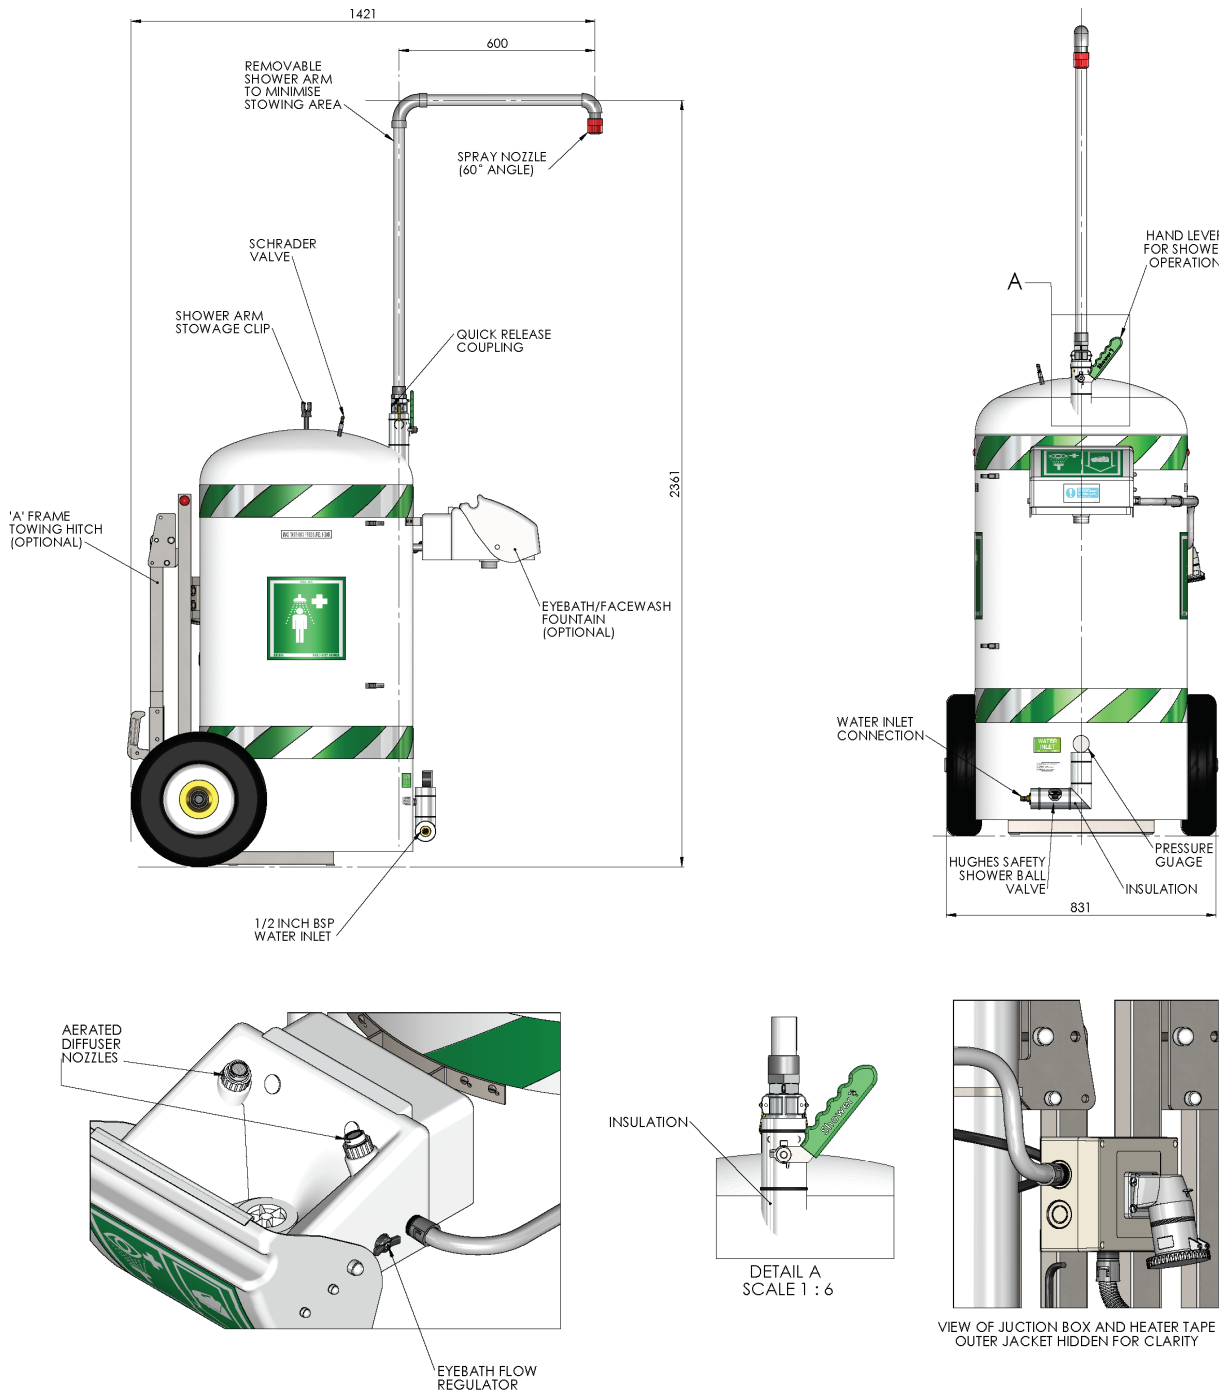 1421
600
REMOVABLE
SHOWER ARM
TO MINIMISE
STOWING AREA
SPRAY NOZZLE
(60° ANGLE)
SCHRADER
VALVE
SHOWER ARM
STOWAGE CLIP
QUICK RELEASE
COUPLING
2361
'A' FRAME
TOWING HITCH
(OPTIONAL)
EYEBATH/FACEWASH
FOUNTAIN
(OPTIONAL)
1/2 INCH BSP
WATER INLET
HAND LEVER
FOR SHOWE
OPERATION
A
Shower
WATER INLET
CONNECTION
WATER
INLET
HUGHES SAFETY
SHOWER BALL
VALVE
PRESSURE
GUAGE
INSULATION
831
AERATED
DIFFUSER
NOZZLES
EYEBATH FLOW
REGULATOR
INSULATION
Shower
DETAIL A
SCALE 1 : 6
VIEW OF JUCTION BOX AND HEATER TAPE
OUTER JACKET HIDDEN FOR CLARITY